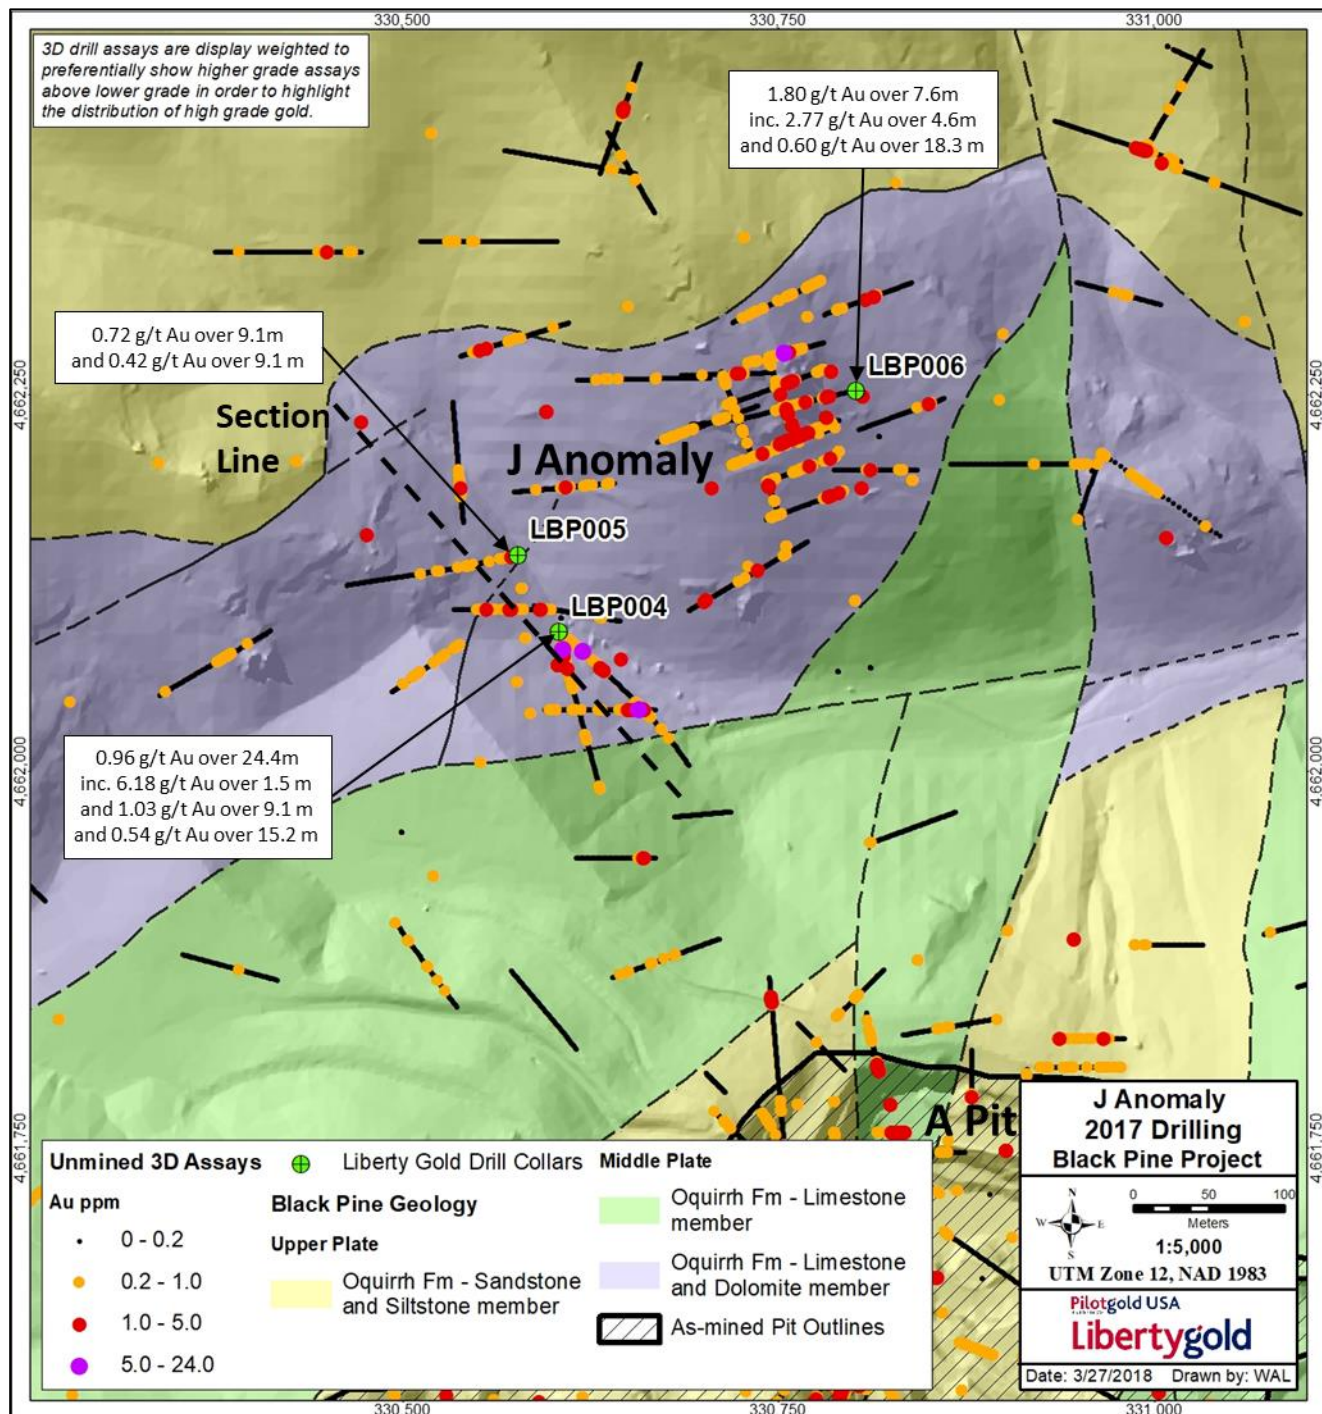 330,500
330,750
331,000
3D drill assays are display weighted to
preferentially show higher grade assays
above lower grade in order to highlight
the distribution of high grade gold.
1.80 g/t Au over 7.6m
inc. 2.77 g/t Au over 4.6m
and 0.60 g/t Au over 18.3 m
0.72 g/t Au over 9.1m
and 0.42 g/t Au over 9.1 m
4,662,250
4,662,250
LBP006
Section
Line
J Anomaly
LBP005
LBP004
0.96 g/t Au over 24.4m
inc. 6.18 g/t Au over 1.5 m
and 1.03 g/t Au over 9.1m
and 0.54 g/t Au over 15.2 m
4,662,000
4,662,000
A Pit
4,661,750
4,661,750
Unmined 3D Assays
Au ppm
0 - 0.2
0.2 - 1.0
1.0 - 5.0
5.0 - 24.0
Liberty Gold Drill Collars
Black Pine Geology
Upper Plate
Oquirrh Fm - Sandstone
and Siltstone member
Middle Plate
Oquirrh Fm - Limestone
member
Oquirrh Fm - Limestone
and Dolomite member
As-mined Pit Outlines
J Anomaly
2017 Drilling
Black Pine Project
N
W
E
S
0 50 100
Meters
1:5,000
UTM Zone 12, NAD 1983
Pilotgold USA
Libertygold
Date: 3/27/2018 Drawn by: WAL
330,500
330,750
331,000